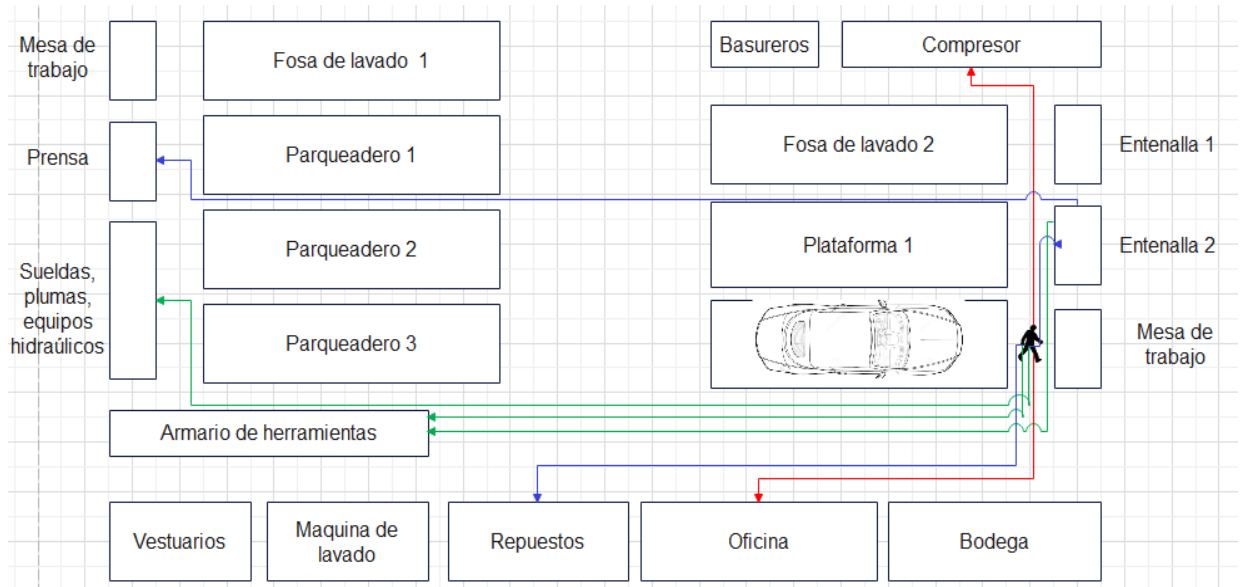 Mesa de
trabajo
Fosa de lavado 1
Basureros
Compresor
Prensa
Parqueadero 1
Fosa de lavado 2
Entenalla 1
Sueldas,
plumas,
equipos
hidraúlicos
Parqueadero 2
Plataforma 1
Entenalla 2
Parqueadero 3
Mesa de
trabajo
Armario de herramientas
Vestuarios
Maquina de
lavado
Repuestos
Oficina
Bodega